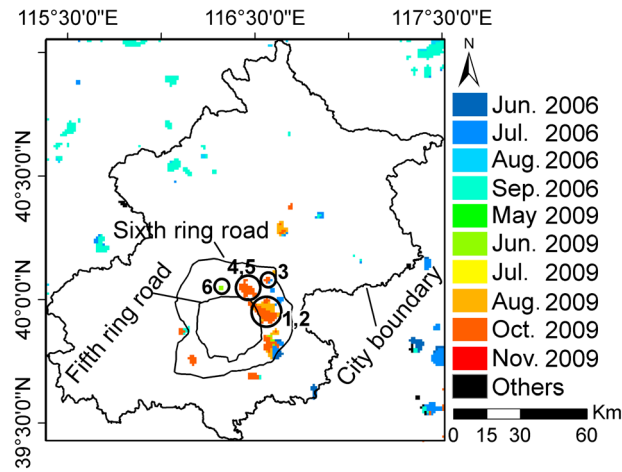 115°30'0"E 116°30'0"E 117°30'0"E
40°30'0"N
40°0'0"N
39°30'0"N
N
Jun. 2006
Jul. 2006
Aug. 2006
Sep. 2006
May 2009
Jun. 2009
Jul. 2009
Aug. 2009
Oct. 2009
Nov. 2009
Others
Km
0 15 30 60
Sixth ring road
4,5
3
6
1,2
Fifth ring road
City boundary